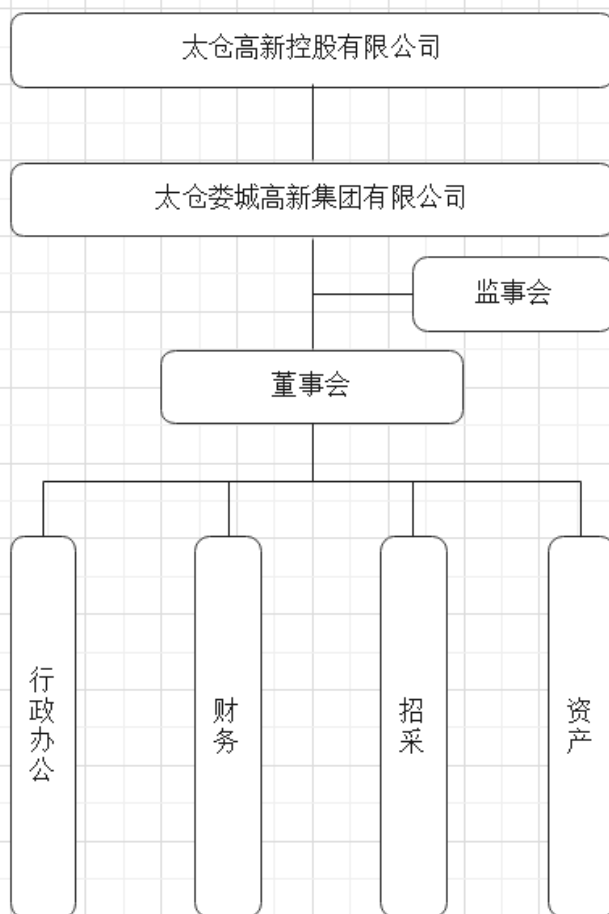 太仓高新控股有限公司
太仓娄城高新集团有限公司
监事会
董事会
行政办公
财务
招采
资产